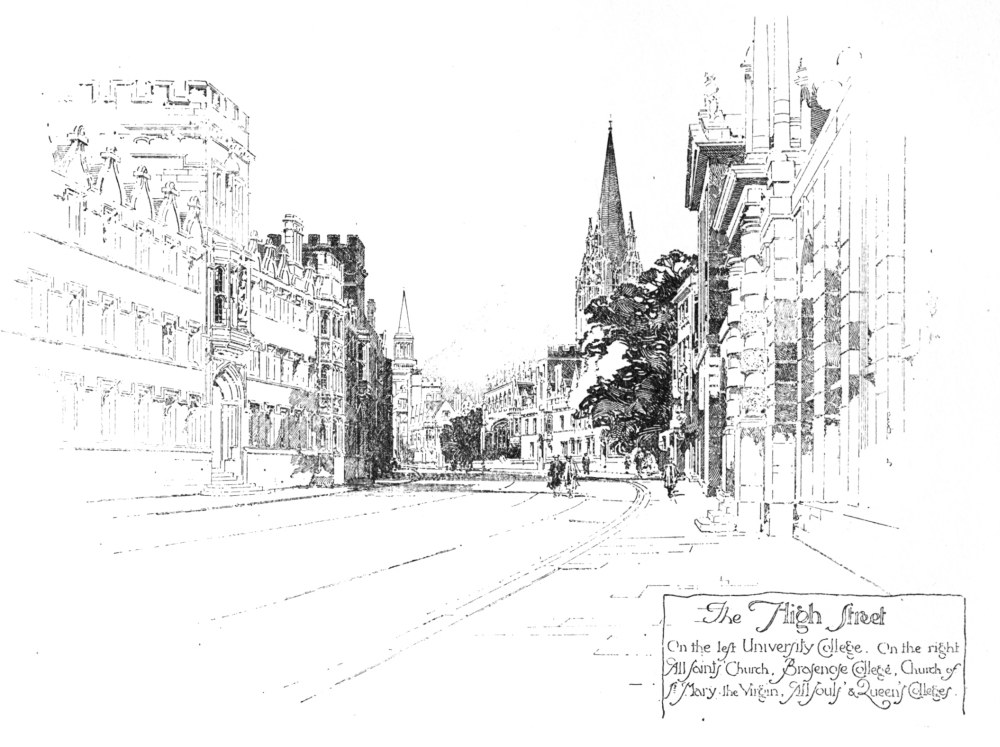 The High Street
On the left University College. On the right
All Saints' Church, Brasenose College, Church of
St Mary the Virgin, All Souls' & Queen's Colleges.